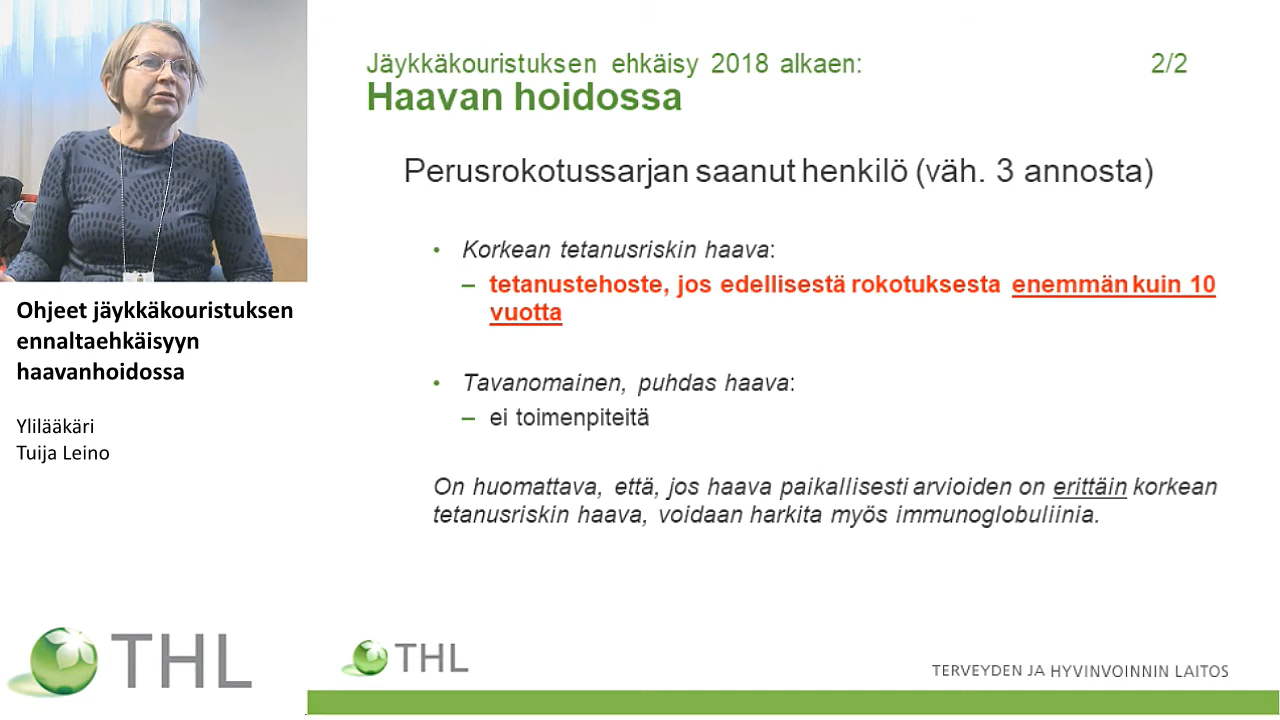 Jäykkäkouristuksen ehkäisy 2018 alkaen: 2/2
Haavan hoidossa
Perusrokotussarjan saanut henkilö (väh. 3 annosta)
• Korkean tetanusriskin haava:
– tetanustehoste, jos edellisestä rokotuksesta enemmän kuin 10
vuotta
• Tavanomainen, puhdas haava:
– ei toimenpiteitä
On huomattava, että, jos haava paikallisesti arvioiden on erittäin korkean
tetanusriskin haava, voidaan harkita myös immunoglobuliinia.
Ohjeet jäykkäkouristuksen
ennaltaehkäisyyn
haavanhoidossa
Ylilääkäri
Tuija Leino
THL
THL
TERVEYDEN JA HYVINVOINNIN LAITOS